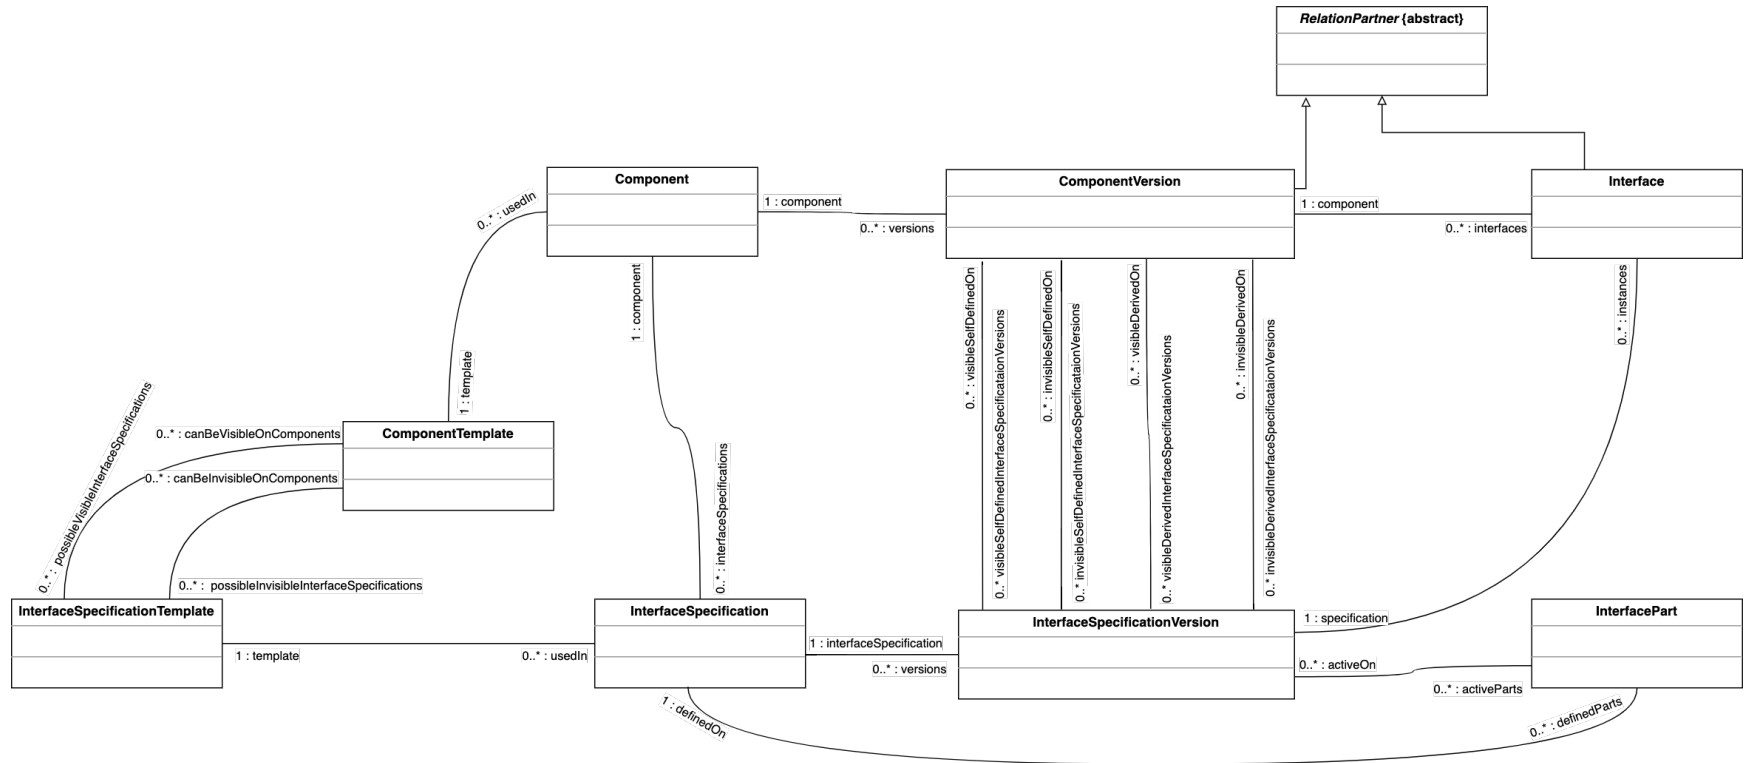 RelationPartner {abstract}
Component
ComponentVersion
Interface
0..* : usedIn
1 : component
0..* : versions
1 : component
0..* : interfaces
1 : component
0..* : visibleSelfDefinedOn
0..* visibleSelfDefinedInterfaceSpecificataionVersions
0..* : invisibleSelfDefinedOn
0..* invisibleSelfDefinedInterfaceSpecificataionVersions
0..* : visibleDerivedOn
0..* visibleDerivedInterfaceSpecificataionVersions
0..* : invisibleDerivedOn
0..* invisibleDerivedInterfaceSpecificataionVersions
0..* : instances
1 : template
ComponentTemplate
0..* : canBeVisibleOnComponents
0..* : canBeInvisibleOnComponents
0..* : possibleVisibleInterfaceSpecifications
0..* : possibleInvisibleInterfaceSpecifications
0..* : interfaceSpecifications
InterfaceSpecificationTemplate
InterfaceSpecification
InterfaceSpecificationVersion
InterfacePart
1 : template
0..* : usedIn
1 : interfaceSpecification
0..* : versions
1 : specification
0..* : activeOn
0..* : activeParts
1 : definedOn
0..* : definedParts